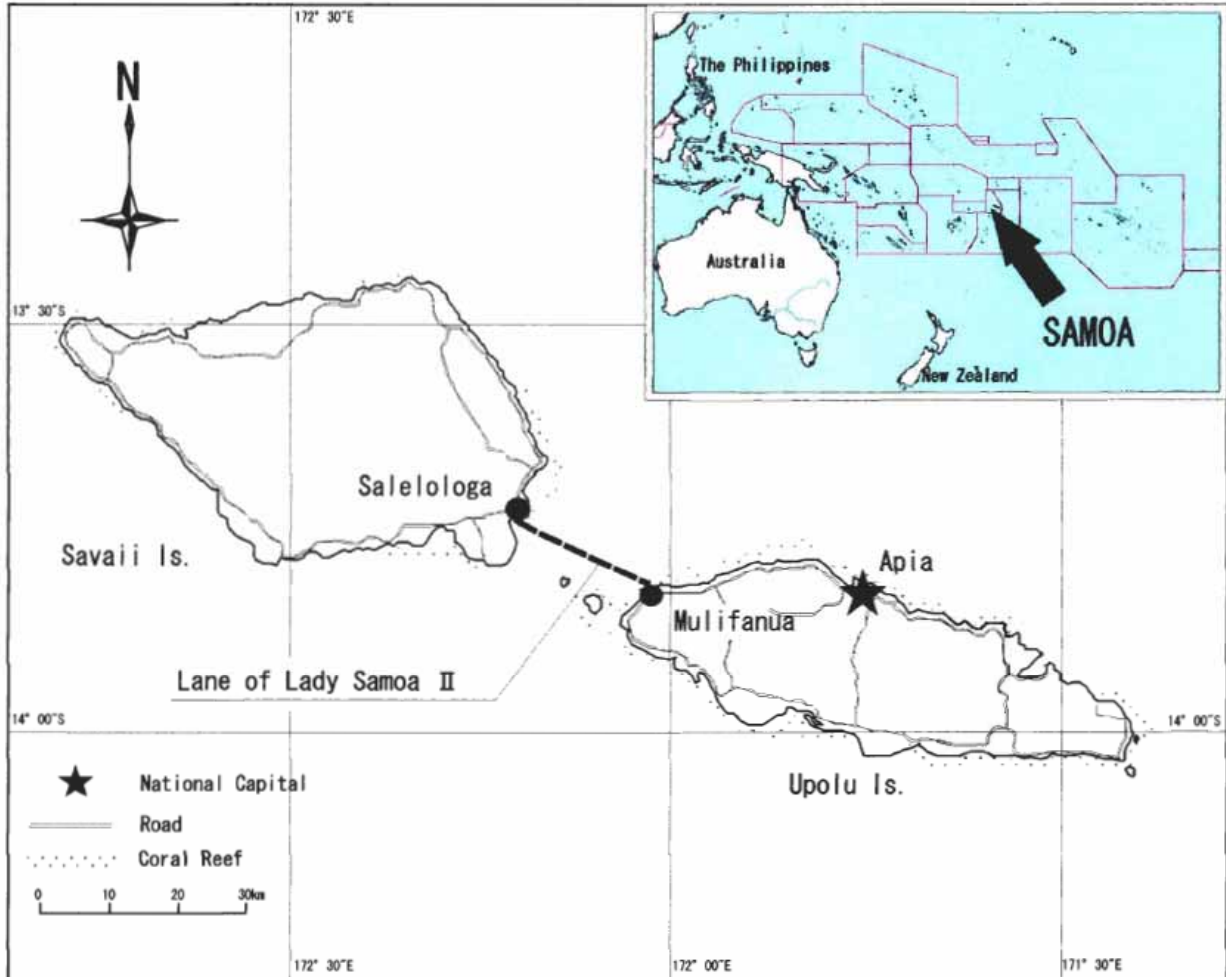 172° 30"E
The Philippines
Australia
New Zealand
SAMOA
N
13° 30"S
Salelologa
Savaii Is.
Apia
Mulifanua
Lane of Lady Samoa Ⅱ
14° 00"S
14° 00"S
Upolu Is.
National Capital
Road
Coral Reef
0 10 20 30km
172° 30"E
172° 00"E
171° 30"E